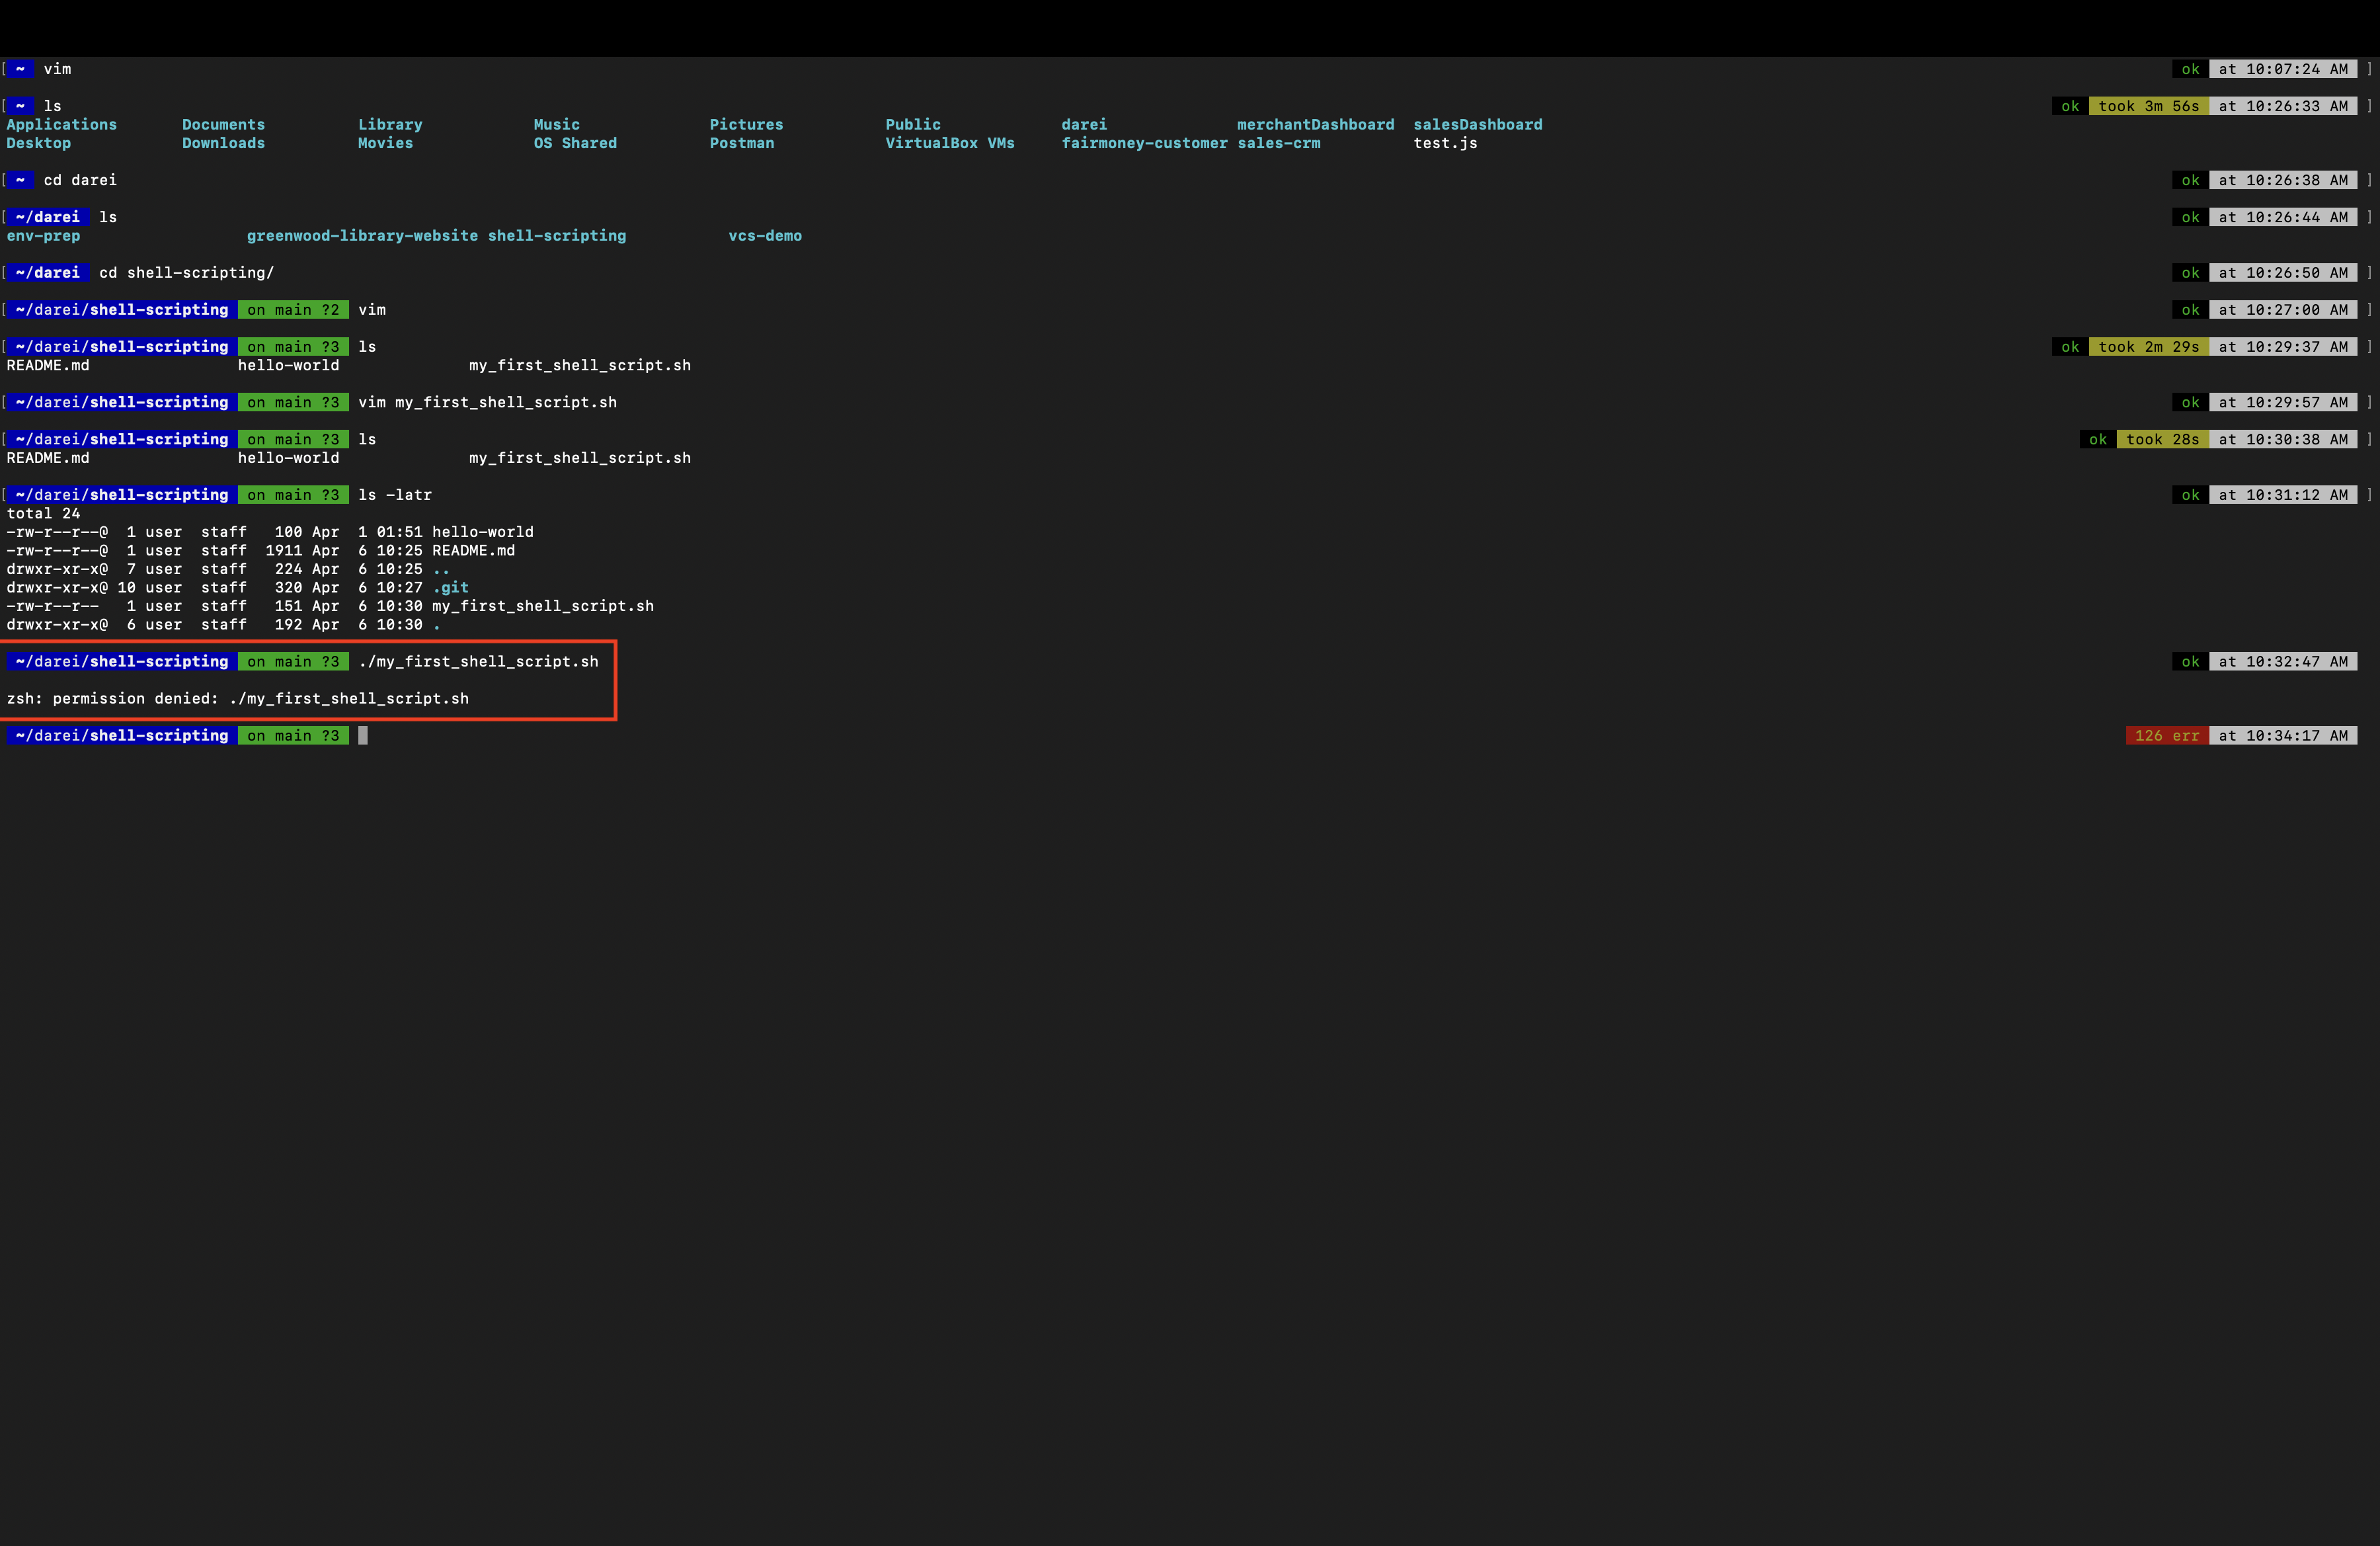 [ ~ vim ok at 10:07:24 AM ]
[ ~ ls ok took 3m 56s at 10:26:33 AM ]
Applications Documents Library Music Pictures Public darei merchantDashboard salesDashboard
Desktop Downloads Movies OS Shared Postman VirtualBox VMs fairmoney-customer sales-crm test.js
[ ~ cd darei ok at 10:26:38 AM ]
[ ~/darei ls ok at 10:26:44 AM ]
env-prep greenwood-library-website shell-scripting vcs-demo
[ ~/darei cd shell-scripting/ ok at 10:26:50 AM ]
[ ~/darei/shell-scripting on main ?2 vim ok at 10:27:00 AM ]
[ ~/darei/shell-scripting on main ?3 ls ok took 2m 29s at 10:29:37 AM ]
README.md hello-world my_first_shell_script.sh
[ ~/darei/shell-scripting on main ?3 vim my_first_shell_script.sh ok at 10:29:57 AM ]
[ ~/darei/shell-scripting on main ?3 ls ok took 28s at 10:30:38 AM ]
README.md hello-world my_first_shell_script.sh
[ ~/darei/shell-scripting on main ?3 ls -latr ok at 10:31:12 AM ]
total 24
-rw-r--r--@ 1 user staff 100 Apr 1 01:51 hello-world
-rw-r--r--@ 1 user staff 1911 Apr 6 10:25 README.md
drwxr-xr-x@ 7 user staff 224 Apr 6 10:25 ..
drwxr-xr-x@ 10 user staff 320 Apr 6 10:27 .git
-rw-r--r-- 1 user staff 151 Apr 6 10:30 my_first_shell_script.sh
drwxr-xr-x@ 6 user staff 192 Apr 6 10:30 .
~/darei/shell-scripting on main ?3 ./my_first_shell_script.sh ok at 10:32:47 AM
zsh: permission denied: ./my_first_shell_script.sh
~/darei/shell-scripting on main ?3 126 err at 10:34:17 AM